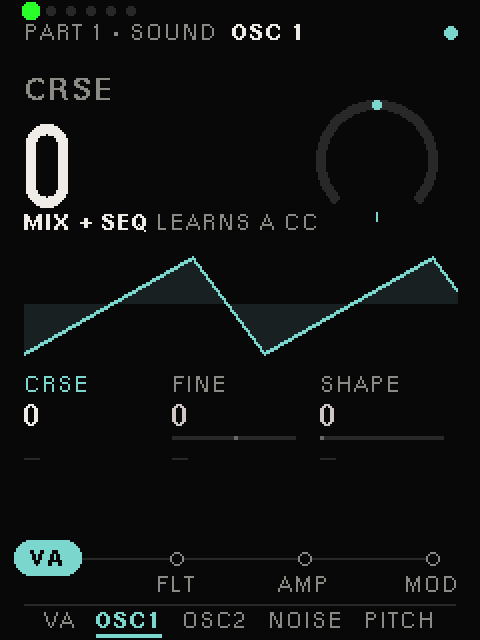 PART 1 · SOUND OSC 1
CRSE
0
MIX + SEQ LEARNS A CC
CRSE FINE SHAPE
0 0 0
VA
FLT AMP MOD
VA OSC1 OSC2 NOISE PITCH